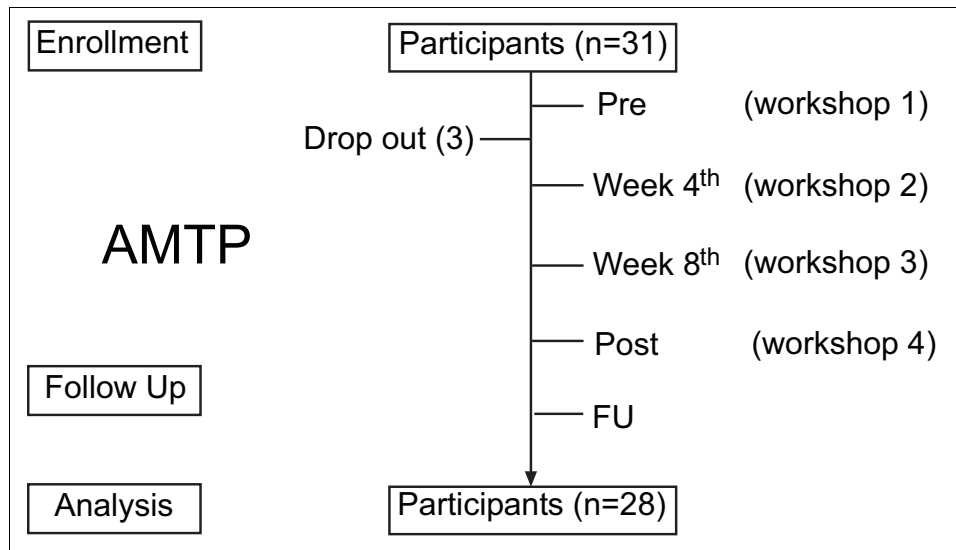 Enrollment
Participants (n=31)
Pre (workshop 1)
Drop out (3)
Week 4th (workshop 2)
AMTP
Week 8th (workshop 3)
Post (workshop 4)
Follow Up
FU
Analysis
Participants (n=28)